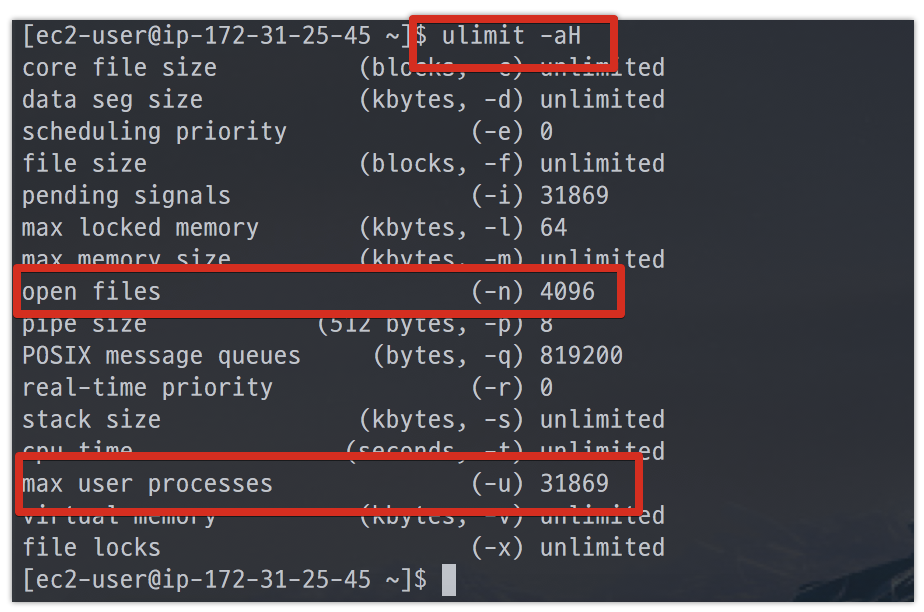 [ec2-user@ip-172-31-25-45 ~]$ ulimit -aH
core file size (blocks, -c) unlimited
data seg size (kbytes, -d) unlimited
scheduling priority (-e) 0
file size (blocks, -f) unlimited
pending signals (-i) 31869
max locked memory (kbytes, -l) 64
max memory size (kbytes, -m) unlimited
open files (-n) 4096
pipe size (512 bytes, -p) 8
POSIX message queues (bytes, -q) 819200
real-time priority (-r) 0
stack size (kbytes, -s) unlimited
cpu time (seconds, -t) unlimited
max user processes (-u) 31869
virtual memory (kbytes, -v) unlimited
file locks (-x) unlimited
[ec2-user@ip-172-31-25-45 ~]$